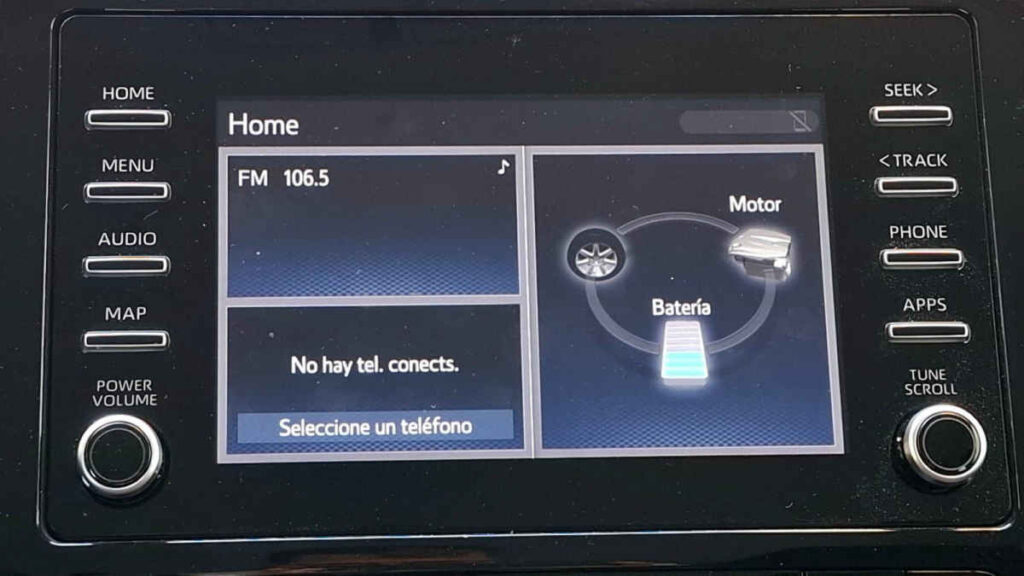 HOME
MENU
AUDIO
MAP
POWER
VOLUME
Home
FM 106.5
No hay tel. conects.
Seleccione un teléfono
Motor
Batería
SEEK >
< TRACK
PHONE
APPS
TUNE
SCROLL